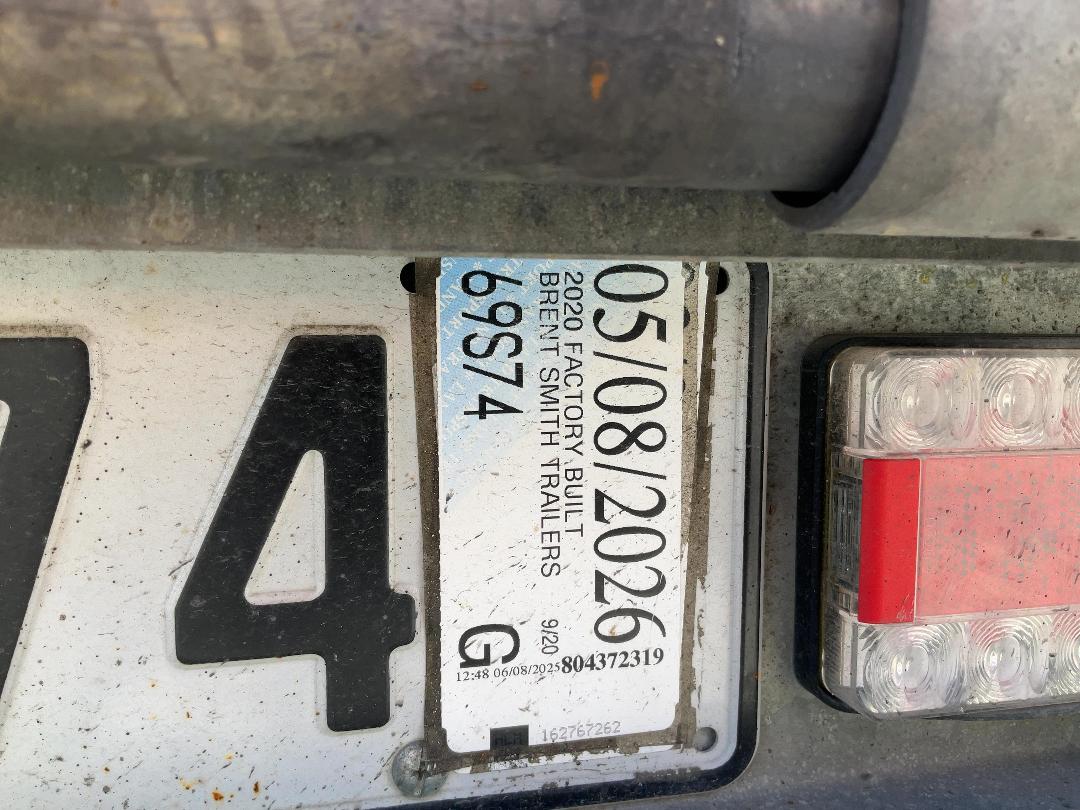 74
05/08/2026
2020 FACTORY BUILT
BRENT SMITH TRAILERS 9/20
69S74
G
804372319
12:48 06/08/2025
162767262